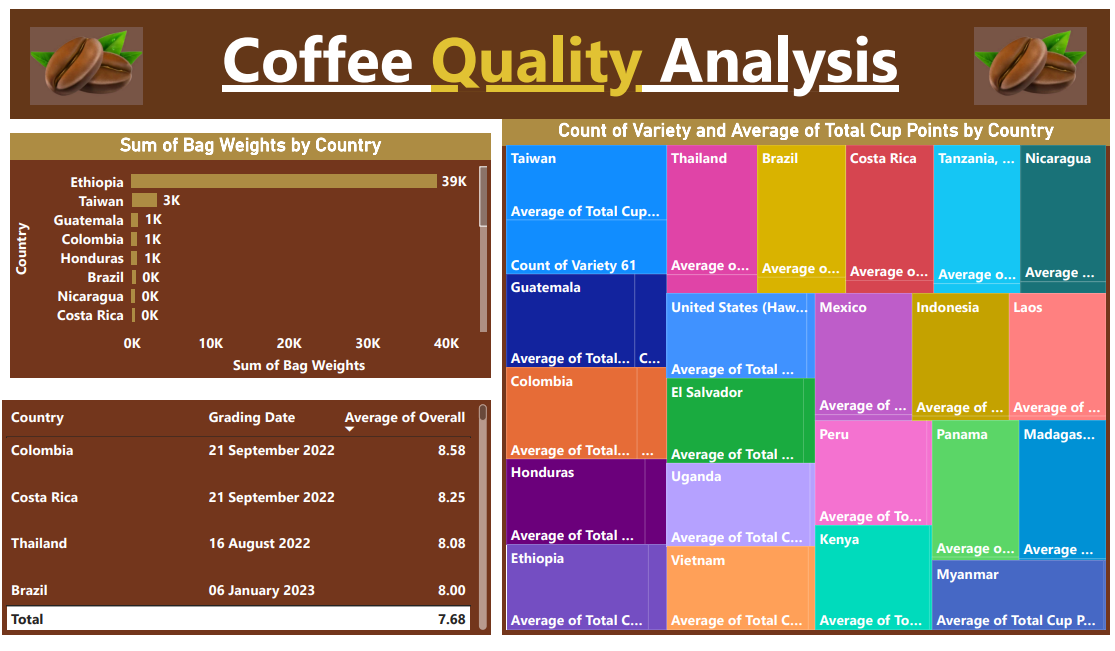 Coffee Quality Analysis
Sum of Bag Weights by Country
Country
Ethiopia 39K
Taiwan 3K
Guatemala 1K
Colombia 1K
Honduras 1K
Brazil 0K
Nicaragua 0K
Costa Rica 0K
0K 10K 20K 30K 40K
Sum of Bag Weights
Country Grading Date Average of Overall
Colombia 21 September 2022 8.58
Costa Rica 21 September 2022 8.25
Thailand 16 August 2022 8.08
Brazil 06 January 2023 8.00
Total 7.68
Count of Variety and Average of Total Cup Points by Country
Taiwan
Average of Total Cup...
Count of Variety 61
Guatemala
Average of Total... C...
Colombia
Average of Total... ...
Honduras
Average of Total ...
Ethiopia
Average of Total C...
Thailand
Average o...
Brazil
Average o...
Costa Rica
Average o...
Tanzania, ...
Average o...
Nicaragua
Average ...
United States (Haw...
Average of Total ...
El Salvador
Average of Total ...
Uganda
Average of Total C...
Vietnam
Average of Total C...
Mexico
Average of ...
Indonesia
Average of ...
Laos
Average of ...
Peru
Average of To...
Kenya
Average of To...
Panama
Average o...
Madagas...
Average ...
Myanmar
Average of Total Cup P...